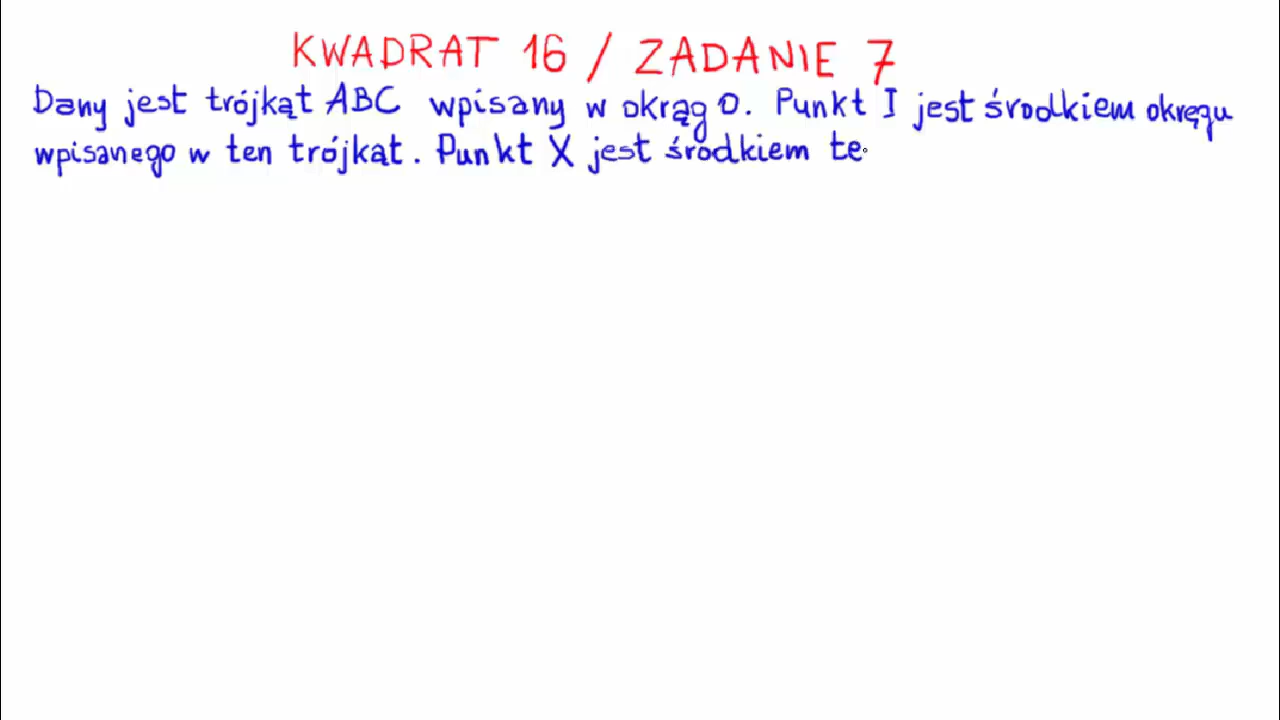 KWADRAT 16 / ZADANIE 7
Dany jest trójkąt ABC wpisany w okrąg O. Punkt I jest środkiem okręgu
wpisanego w ten trójkąt. Punkt X jest środkiem te